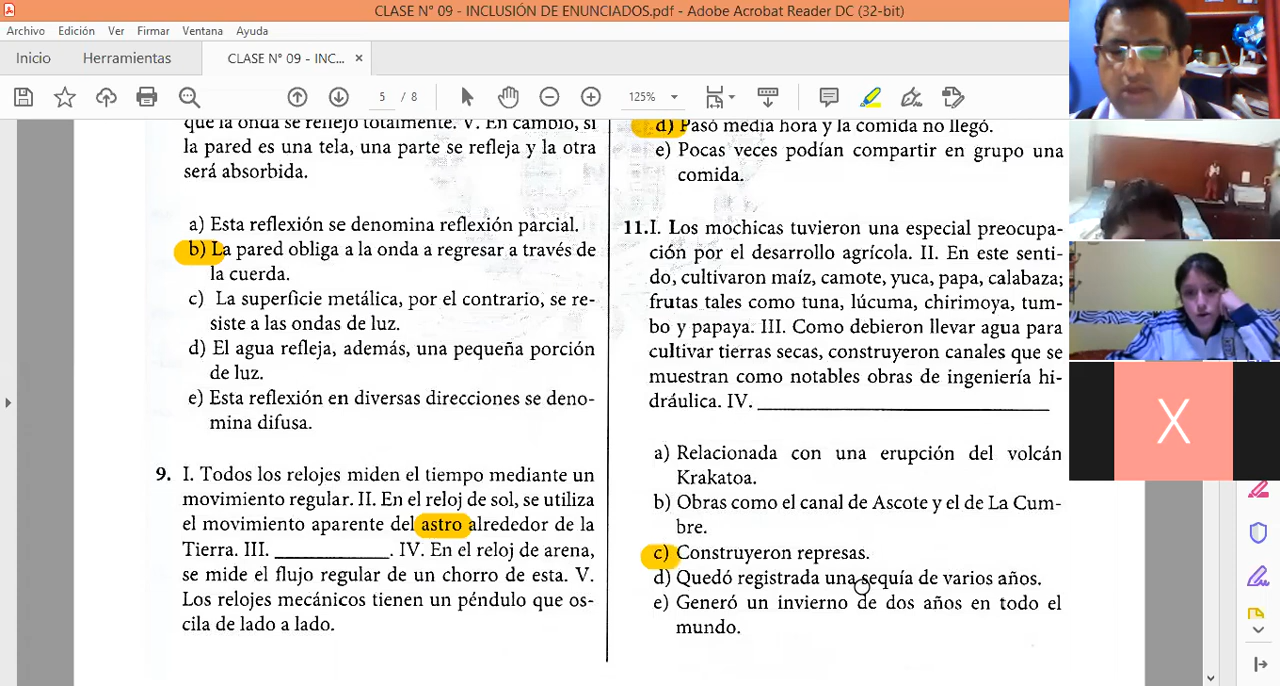 CLASE N° 09 - INCLUSIÓN DE ENUNCIADOS.pdf - Adobe Acrobat Reader DC (32-bit)
Archivo Edición Ver Firmar Ventana Ayuda
Inicio Herramientas CLASE N° 09 - INC... ×
5 / 8 125%
que la onda se reflejó totalmente. V. En cambio, si
la pared es una tela, una parte se refleja y la otra
será absorbida.
a) Esta reflexión se denomina reflexión parcial.
b) La pared obliga a la onda a regresar a través de
la cuerda.
c) La superficie metálica, por el contrario, se re-
siste a las ondas de luz.
d) El agua refleja, además, una pequeña porción
de luz.
e) Esta reflexión en diversas direcciones se deno-
mina difusa.
9. I. Todos los relojes miden el tiempo mediante un
movimiento regular. II. En el reloj de sol, se utiliza
el movimiento aparente del astro alrededor de la
Tierra. III. ____________. IV. En el reloj de arena,
se mide el flujo regular de un chorro de esta. V.
Los relojes mecánicos tienen un péndulo que os-
cila de lado a lado.
d) Pasó media hora y la comida no llegó.
e) Pocas veces podían compartir en grupo una
comida.
11. I. Los mochicas tuvieron una especial preocupa-
ción por el desarrollo agrícola. II. En este senti-
do, cultivaron maíz, camote, yuca, papa, calabaza;
frutas tales como tuna, lúcuma, chirimoya, tum-
bo y papaya. III. Como debieron llevar agua para
cultivar tierras secas, construyeron canales que se
muestran como notables obras de ingeniería hi-
dráulica. IV. ______________________________
a) Relacionada con una erupción del volcán
Krakatoa.
b) Obras como el canal de Ascote y el de La Cum-
bre.
c) Construyeron represas.
d) Quedó registrada una sequía de varios años.
e) Generó un invierno de dos años en todo el
mundo.
X